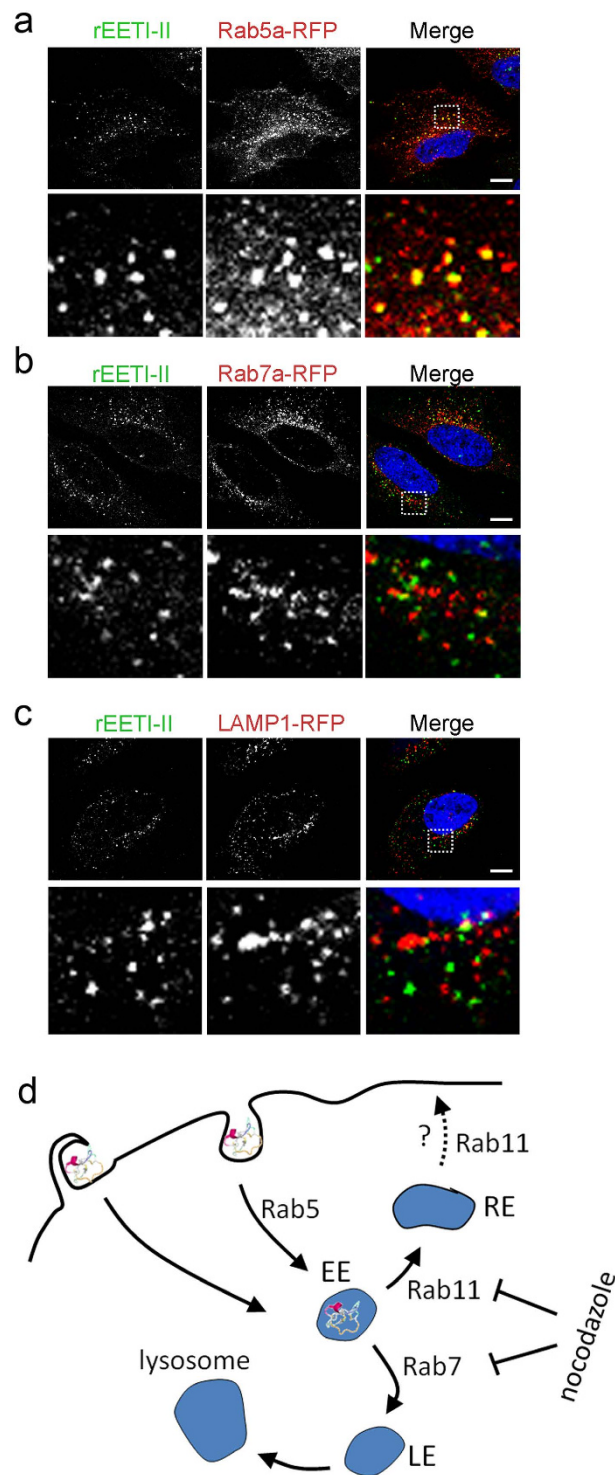 a
rEETI-II Rab5a-RFP Merge
b
rEETI-II Rab7a-RFP Merge
c
rEETI-II LAMP1-RFP Merge
d
?
Rab11
Rab5
RE
EE
Rab11
nocodazole
Rab7
lysosome
LE